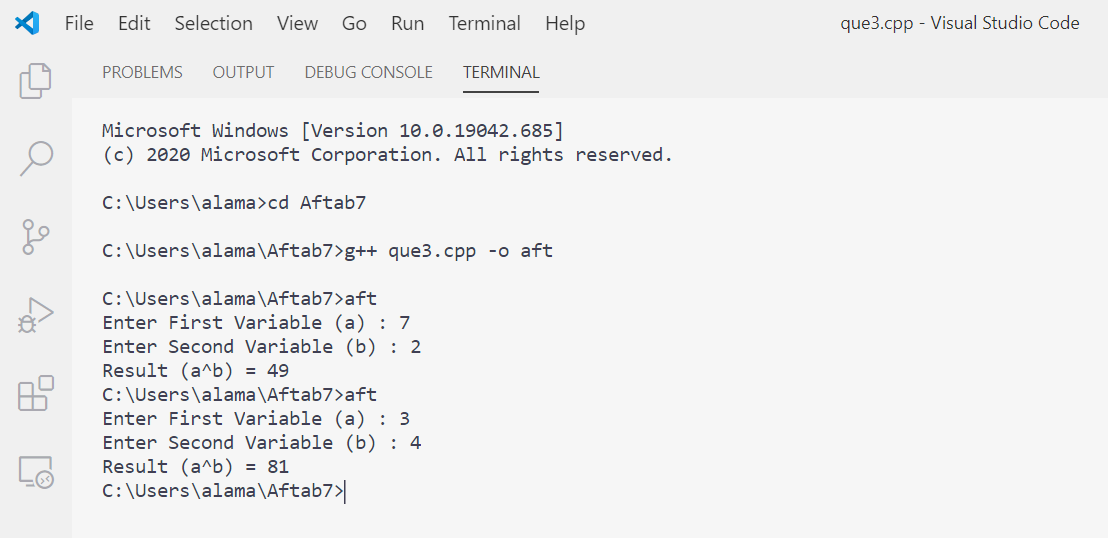 File Edit Selection View Go Run Terminal Help que3.cpp - Visual Studio Code
PROBLEMS OUTPUT DEBUG CONSOLE TERMINAL
Microsoft Windows [Version 10.0.19042.685]
(c) 2020 Microsoft Corporation. All rights reserved.
C:\Users\alama>cd Aftab7
C:\Users\alama\Aftab7>g++ que3.cpp -o aft
C:\Users\alama\Aftab7>aft
Enter First Variable (a) : 7
Enter Second Variable (b) : 2
Result (a^b) = 49
C:\Users\alama\Aftab7>aft
Enter First Variable (a) : 3
Enter Second Variable (b) : 4
Result (a^b) = 81
C:\Users\alama\Aftab7>